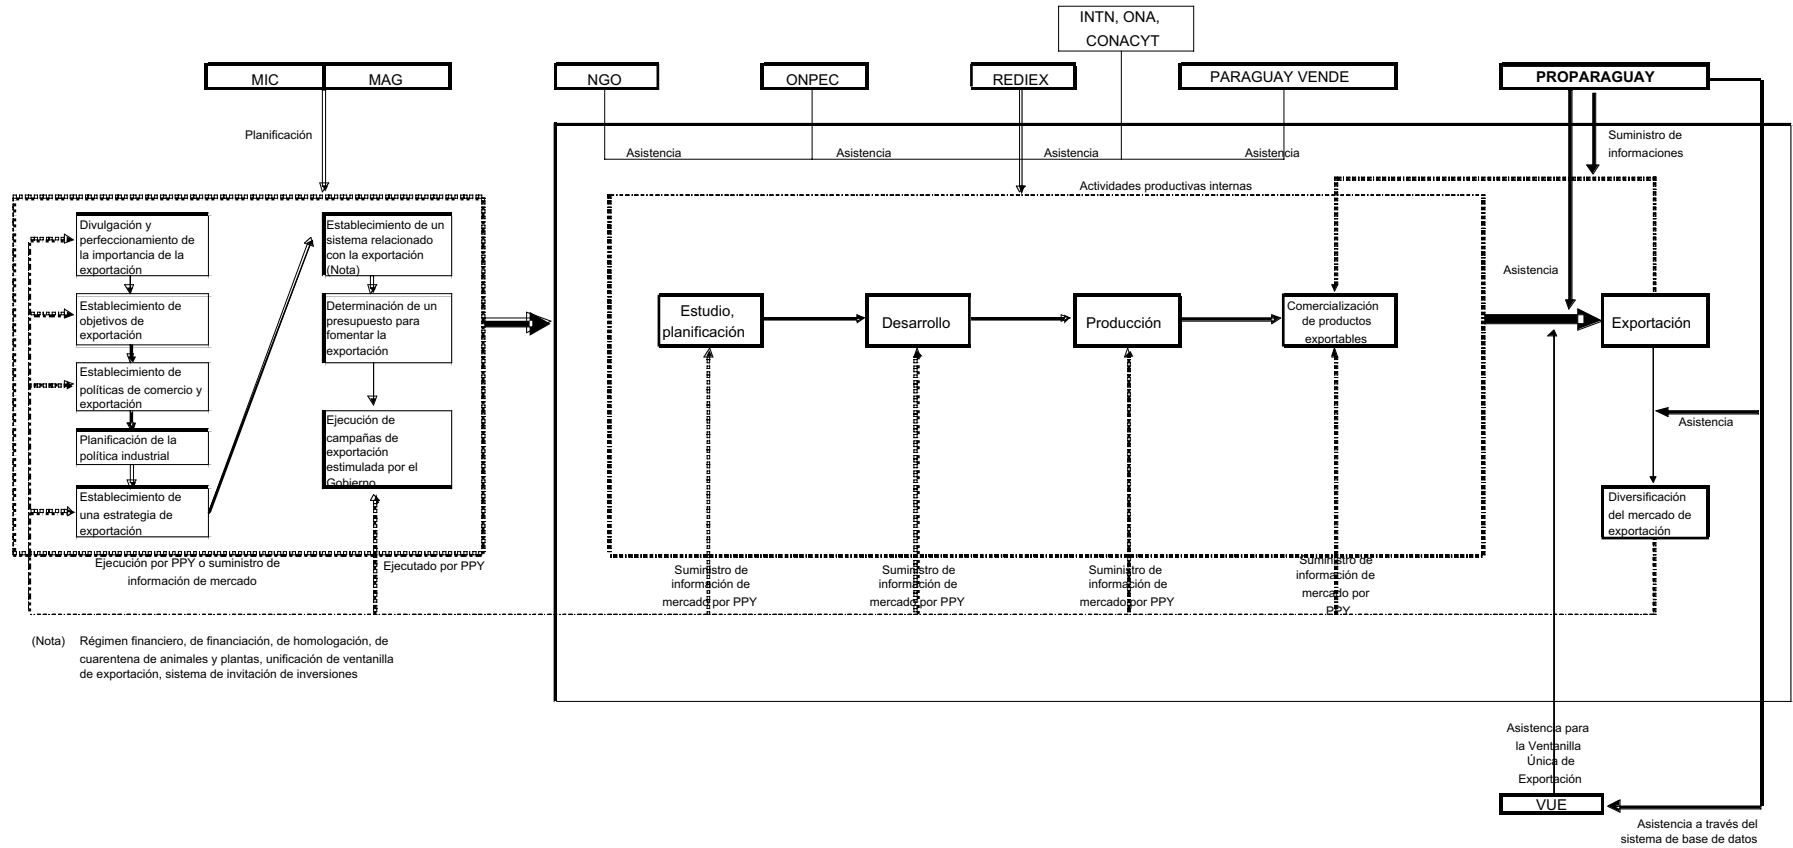 INTN, ONA,
CONACYT
MIC
MAG
NGO
ONPEC
REDIEX
PARAGUAY VENDE
PROPARAGUAY
Planificación
Asistencia
Asistencia
Asistencia
Asistencia
Suministro de
informaciones
Actividades productivas internas
Divulgación y
perfeccionamiento de
la importancia de la
exportación
Establecimiento de
objetivos de
exportación
Establecimiento de
políticas de comercio y
exportación
Planificación de la
política industrial
Establecimiento de
una estrategia de
exportación
Establecimiento de un
sistema relacionado
con la exportación
(Nota)
Determinación de un
presupuesto para
fomentar la
exportación
Ejecución de
campañas de
exportación
estimulada por el
Gobierno
Estudio,
planificación
Desarrollo
Producción
Comercialización
de productos
exportables
Asistencia
Exportación
Asistencia
Diversificación
del mercado de
exportación
Ejecución por PPY o suministro de
información de mercado
Ejecutado por PPY
Suministro de
información de
mercado por PPY
Suministro de
información de
mercado por PPY
Suministro de
información de
mercado por PPY
Suministro de
información de
mercado por
PPY
(Nota) Régimen financiero, de financiación, de homologación, de
cuarentena de animales y plantas, unificación de ventanilla
de exportación, sistema de invitación de inversiones
Asistencia para
la Ventanilla
Única de
Exportación
VUE
Asistencia a través del
sistema de base de datos